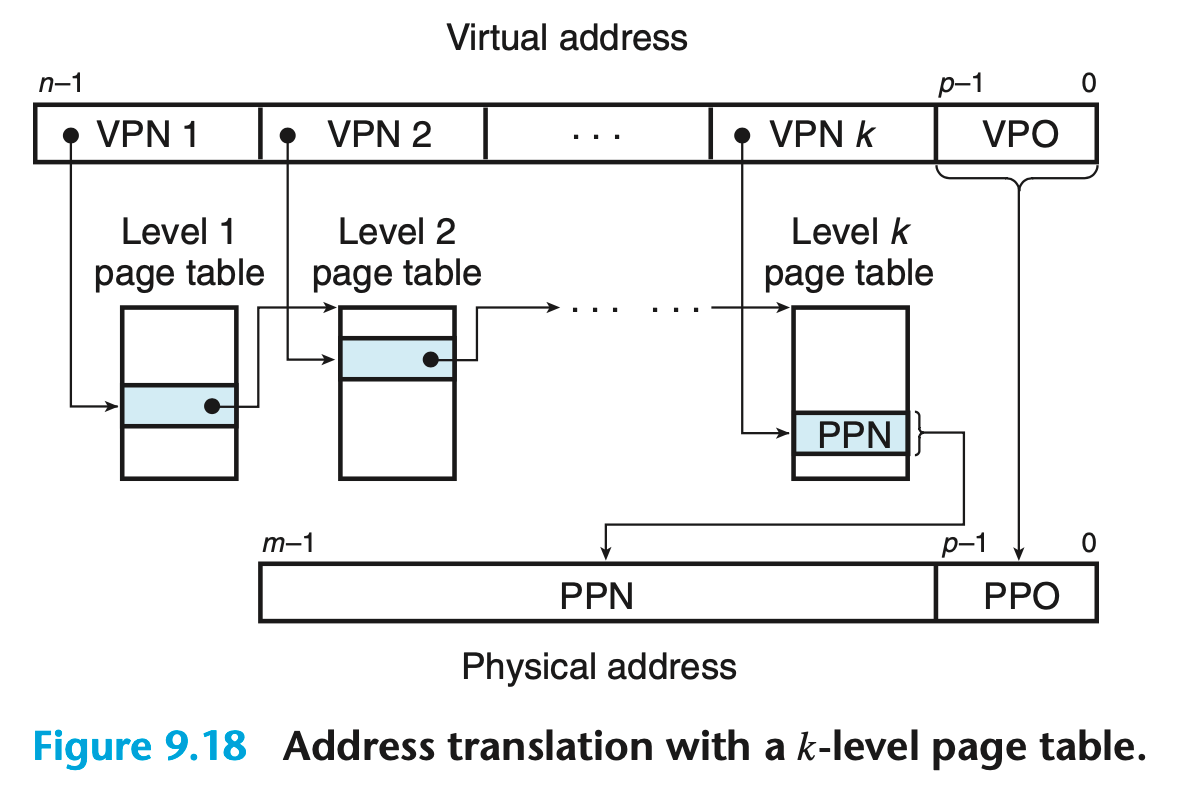 Virtual address
n–1 p–1 0
VPN 1 VPN 2 · · · VPN k VPO
Level 1 page table
Level 2 page table
Level k page table
· · · · · ·
PPN
m–1 p–1 0
PPN PPO
Physical address
Figure 9.18 Address translation with a k-level page table.